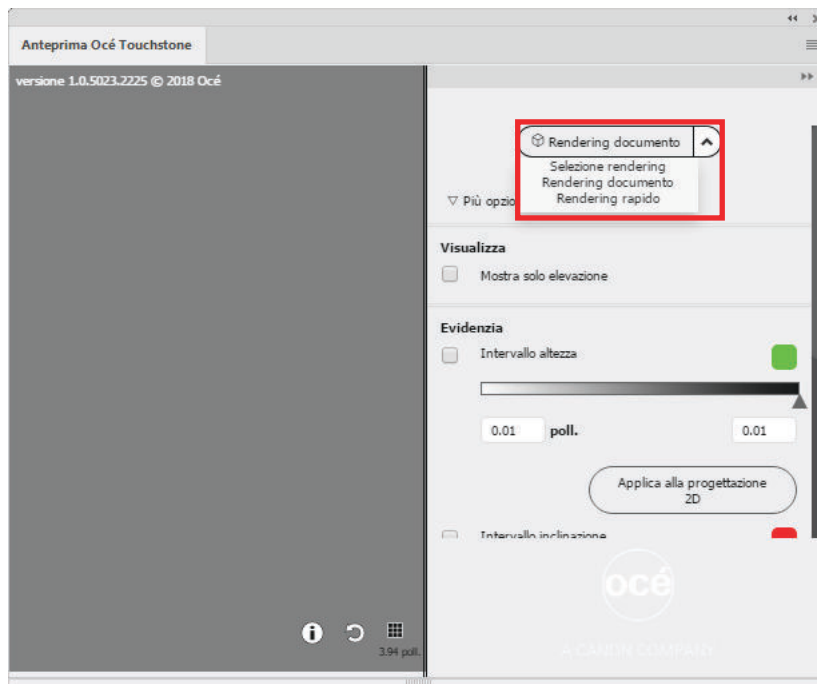 Anteprima Océ Touchstone
versione 1.0.5023.2225 © 2018 Océ
Rendering documento
Selezione rendering
Rendering documento
Rendering rapido
Più opzio
Visualizza
Mostra solo elevazione
Evidenzia
Intervallo altezza
0.01 poll. 0.01
Applica alla progettazione
2D
Intervallo inclinazione
océ
A CANON COMPANY
3.94 poll.